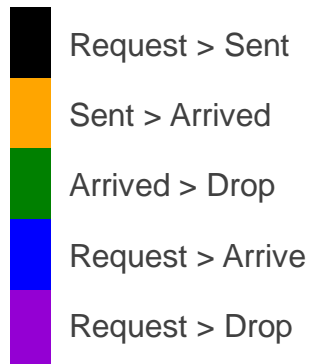 Request > Sent
Sent > Arrived
Arrived > Drop
Request > Arrive
Request > Drop